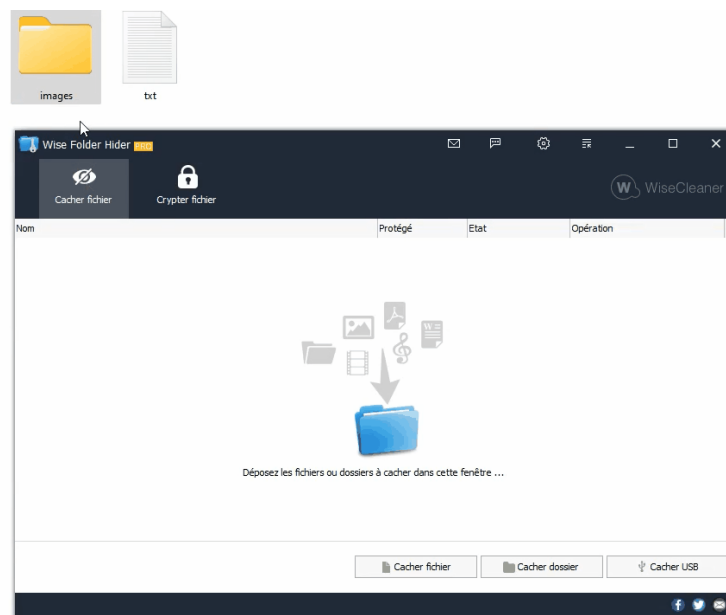 images
txt
Wise Folder Hider PRO
Cacher fichier
Crypter fichier
W WiseCleaner
Nom
Protégé
Etat
Opération
W
Déposez les fichiers ou dossiers à cacher dans cette fenêtre ...
Cacher fichier
Cacher dossier
Cacher USB